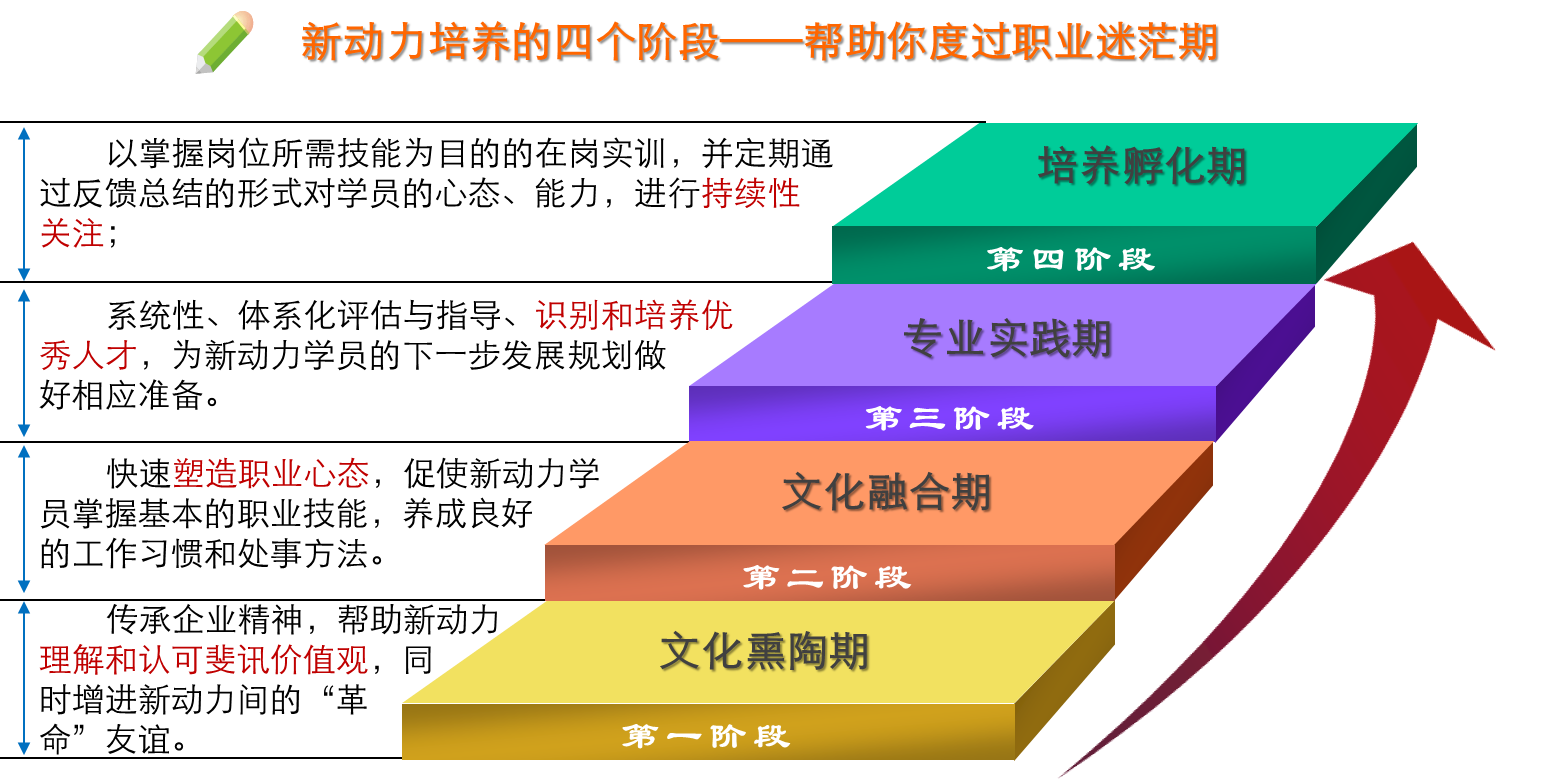 新动力培养的四个阶段——帮助你度过职业迷茫期
以掌握岗位所需技能为目的的在岗实训，并定期通
过反馈总结的形式对学员的心态、能力，进行持续性
关注；
培养孵化期
第四阶段
系统性、体系化评估与指导、识别和培养优
秀人才，为新动力学员的下一步发展规划做
好相应准备。
专业实践期
第三阶段
快速塑造职业心态，促使新动力学
员掌握基本的职业技能，养成良好
的工作习惯和处事方法。
文化融合期
第二阶段
传承企业精神，帮助新动力
理解和认可斐讯价值观，同
时增进新动力间的“革
命”友谊。
文化熏陶期
第一阶段